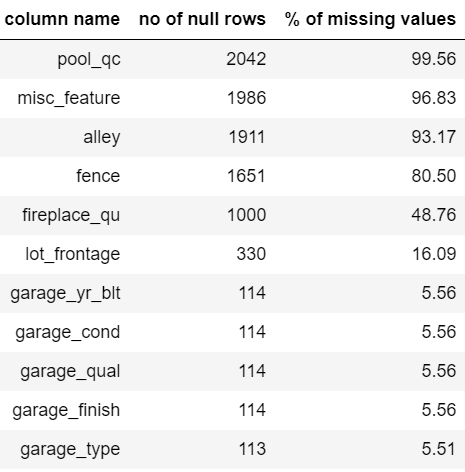 column name no of null rows % of missing values
pool_qc 2042 99.56
misc_feature 1986 96.83
alley 1911 93.17
fence 1651 80.50
fireplace_qu 1000 48.76
lot_frontage 330 16.09
garage_yr_blt 114 5.56
garage_cond 114 5.56
garage_qual 114 5.56
garage_finish 114 5.56
garage_type 113 5.51